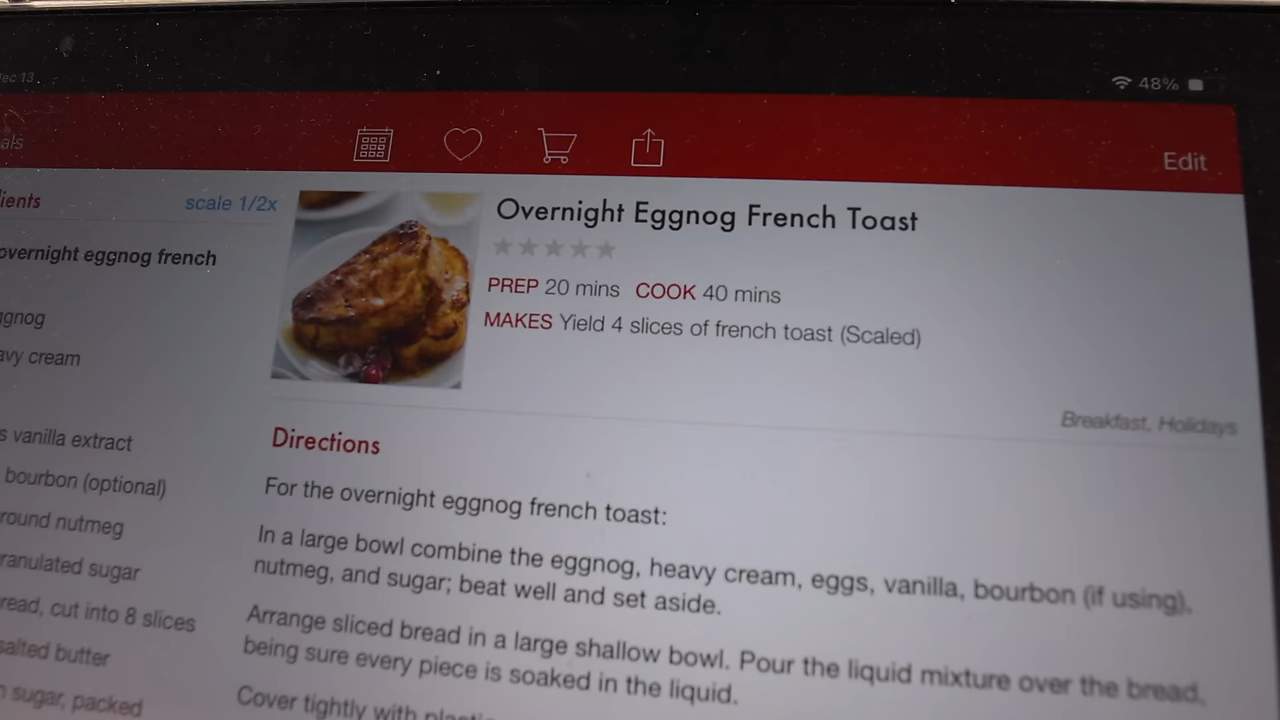 Dec 13
48%
als
Edit
ients
scale 1/2x
overnight eggnog french
ggnog
avy cream
s vanilla extract
bourbon (optional)
round nutmeg
ranulated sugar
read, cut into 8 slices
salted butter
n sugar, packed
Overnight Eggnog French Toast
PREP 20 mins COOK 40 mins
MAKES Yield 4 slices of french toast (Scaled)
Breakfast, Holidays
Directions
For the overnight eggnog french toast:
In a large bowl combine the eggnog, heavy cream, eggs, vanilla, bourbon (if using),
nutmeg, and sugar; beat well and set aside.
Arrange sliced bread in a large shallow bowl. Pour the liquid mixture over the bread,
being sure every piece is soaked in the liquid.
Cover tightly with